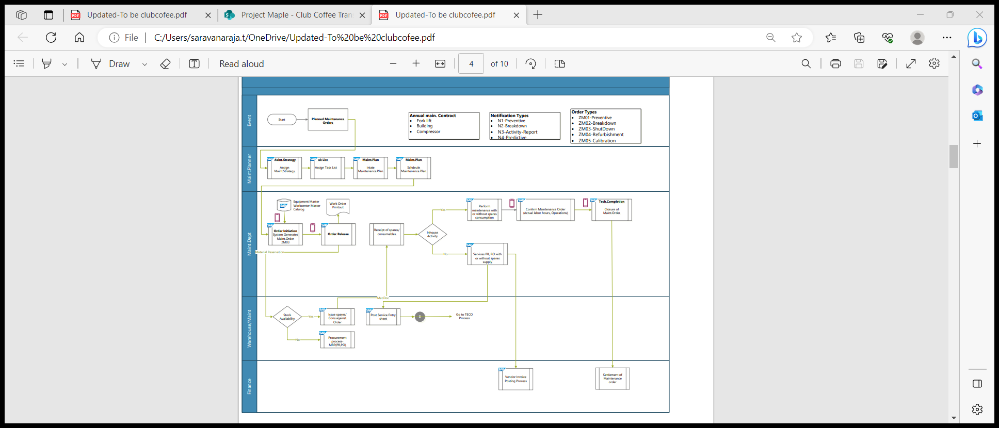 Updated-To be clubcofee.pdf
Project Maple - Club Coffee Tran
Updated-To be clubcofee.pdf
File
C:/Users/saravanaraja.t/OneDrive/Updated-To%20be%20clubcofee.pdf
Draw
Read aloud
4
of 10
Event
Start
Planned Maintenance
Orders
Annual main. Contract
• Fork lift
• Building
• Compressor
Notification Types
• N1-Preventive
• N2-Breakdown
• N3-Activity-Report
• N4-Predictive
Order Types
• ZM01-Preventive
• ZM02-Breakdown
• ZM03-ShutDown
• ZM04-Refurbishment
• ZM05-Calibration
Maint.Planner
SAP
Maint.Strategy
Assign
Maint.Strategy
SAP
sk List
Assign Task List
SAP
Maint.Plan
Iniate
Maintenance Plan
SAP
Maint.Plan
Schdeule
Maintenance Plan
Maint.Dept
SAP
Equipment Master
Workcenter Master
Catalog
Work Order
Printout
SAP
Order Initiation
System Generates
Maint.Order
ZM03
SAP
Order Release
Material Reservation
Receipt of spares/
consumables
Inhouse
Activity
Yes
No
SAP
Perform
maintenance with
or without spares
consumption
SAP
Confirm Maintenance Order
(Actual labor hours, Operations)
SAP
Tech.Completion
Closure of
Maint.Order
SAP
Services PR, PO with
or without spares
supply
Mat.Doc
Warehouse/Maint
Stock
Availability
Yes
No
SAP
Issue spares/
Cons.against
Order
SAP
Procurement
process-
MRP(PR,PO)
SAP
Post Service Entry
sheet
Go to TECO
Process
Finance
SAP
Vendor Invoice
Posting Process
Settlement of
Maintenance
order